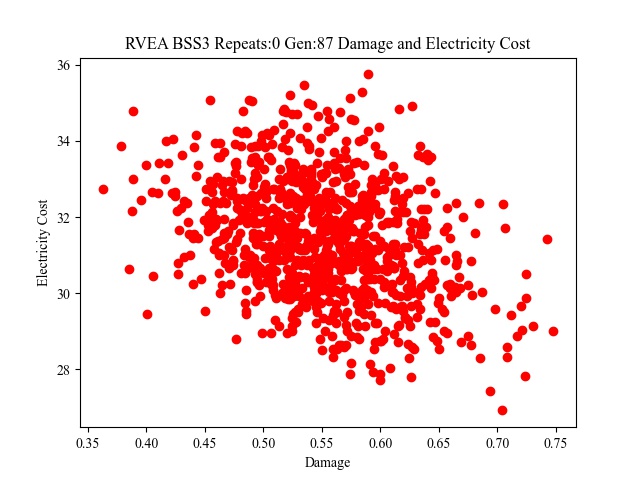 RVEA BSS3 Repeats:0 Gen:87 Damage and Electricity Cost
36
34
32
30
28
Electricity Cost
0.35 0.40 0.45 0.50 0.55 0.60 0.65 0.70 0.75
Damage